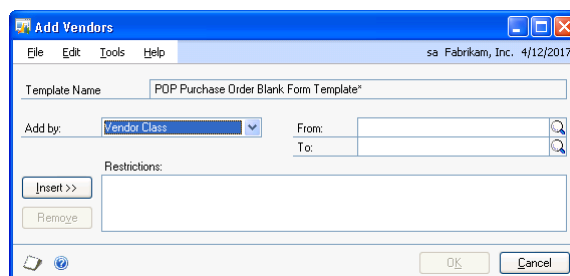 Add Vendors
File Edit Tools Help sa Fabrikam, Inc. 4/12/2017
Template Name POP Purchase Order Blank Form Template*
Add by: Vendor Class From:
To:
Restrictions:
Insert >>
Remove
OK Cancel